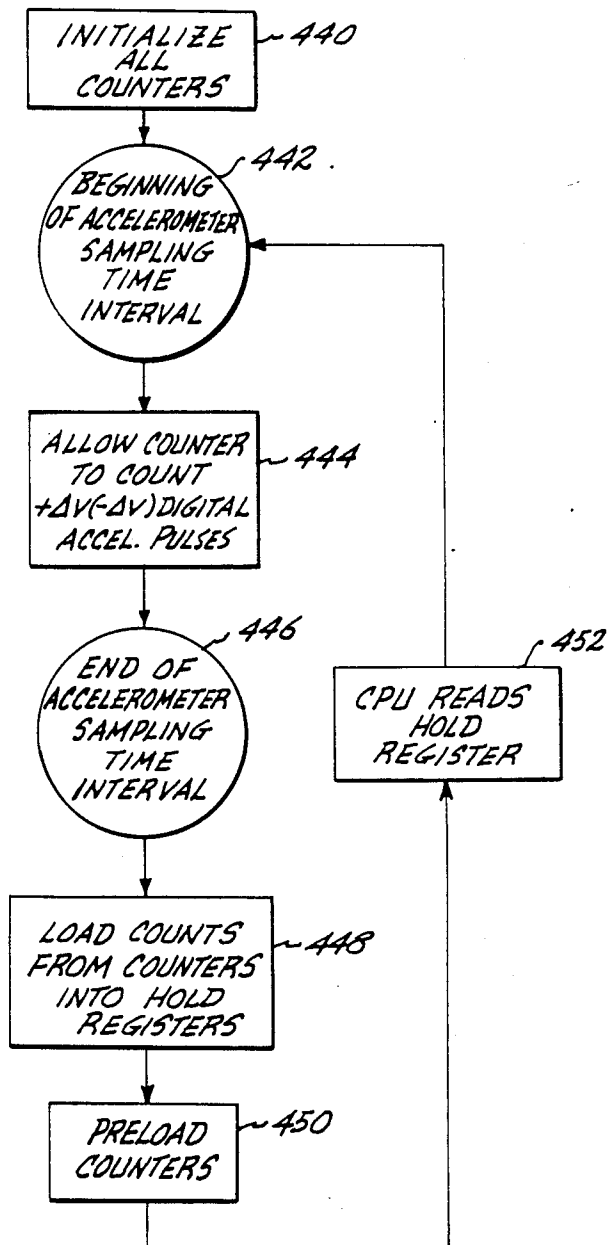 INITIALIZE
ALL
COUNTERS
440
442
BEGINNING
OF ACCELEROMETER
SAMPLING
TIME
INTERVAL
ALLOW COUNTER
TO COUNT
+ΔV(-ΔV)DIGITAL
ACCEL. PULSES
444
446
END OF
ACCELEROMETER
SAMPLING
TIME
INTERVAL
452
CPU READS
HOLD
REGISTER
LOAD COUNTS
FROM COUNTERS
INTO HOLD
REGISTERS
448
PRELOAD
COUNTERS
450